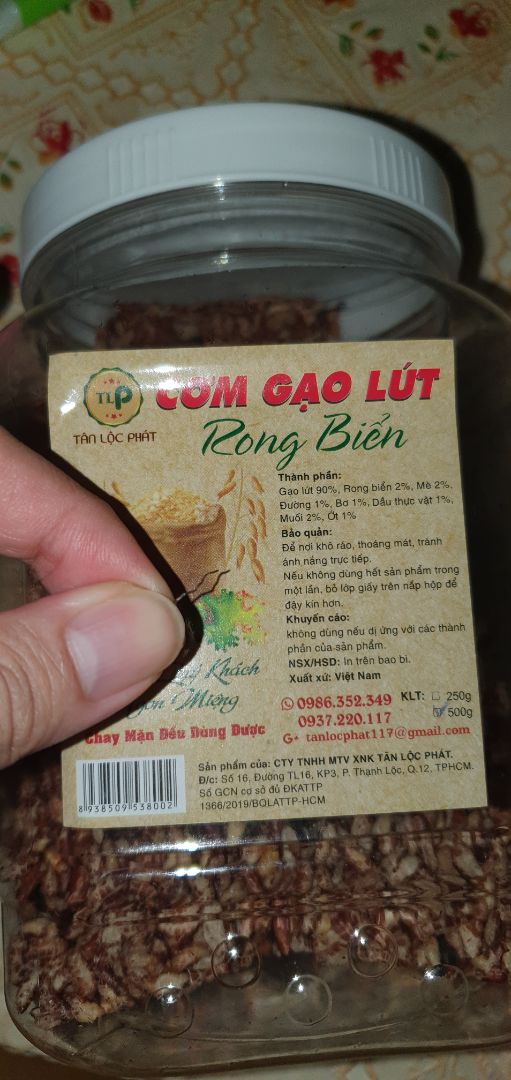 TLP
TÂN LỘC PHÁT
CƠM GẠO LỨT
Rong Biển
Thành phần:
Gạo lứt 90%, Rong biển 2%, Mè 2%,
Đường 1%, Bơ 1%, Dầu thực vật 1%,
Muối 2%, Ớt 1%
Bảo quản:
Để nơi khô ráo, thoáng mát, tránh
ánh nắng trực tiếp.
Nếu không dùng hết sản phẩm trong
một lần, bỏ lớp giấy trên nắp hộp để
đậy kín hơn.
Khuyến cáo:
không dùng nếu dị ứng với các thành
phần của sản phẩm.
NSX/HSD: In trên bao bì.
Xuất xứ: Việt Nam
Khách
Miệng
Chay Mặn Đều Dùng Được
0986.352.349
0937.220.117
KLT: 250g
500g
G+ tanlocphat117@gmail.com
8 938509 538002
Sản phẩm của: CTY TNHH MTV XNK TÂN LỘC PHÁT.
Đ/c: Số 16, Đường TL16, KP3, P. Thạnh Lộc, Q.12, TPHCM.
Số GCN cơ sở đủ ĐKATTP
1366/2019/BQLATTP-HCM